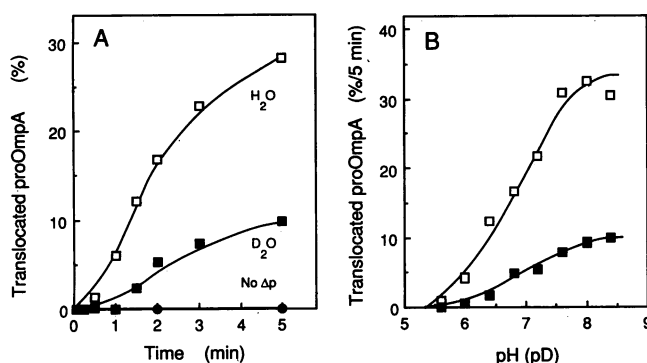 A
Translocated proOmpA (%)
30
20
10
0
H2O
D2O
No Δp
0 1 2 3 4 5
Time (min)
B
Translocated proOmpA (%/5 min)
40
30
20
10
0
5 6 7 8 9
pH (pD)